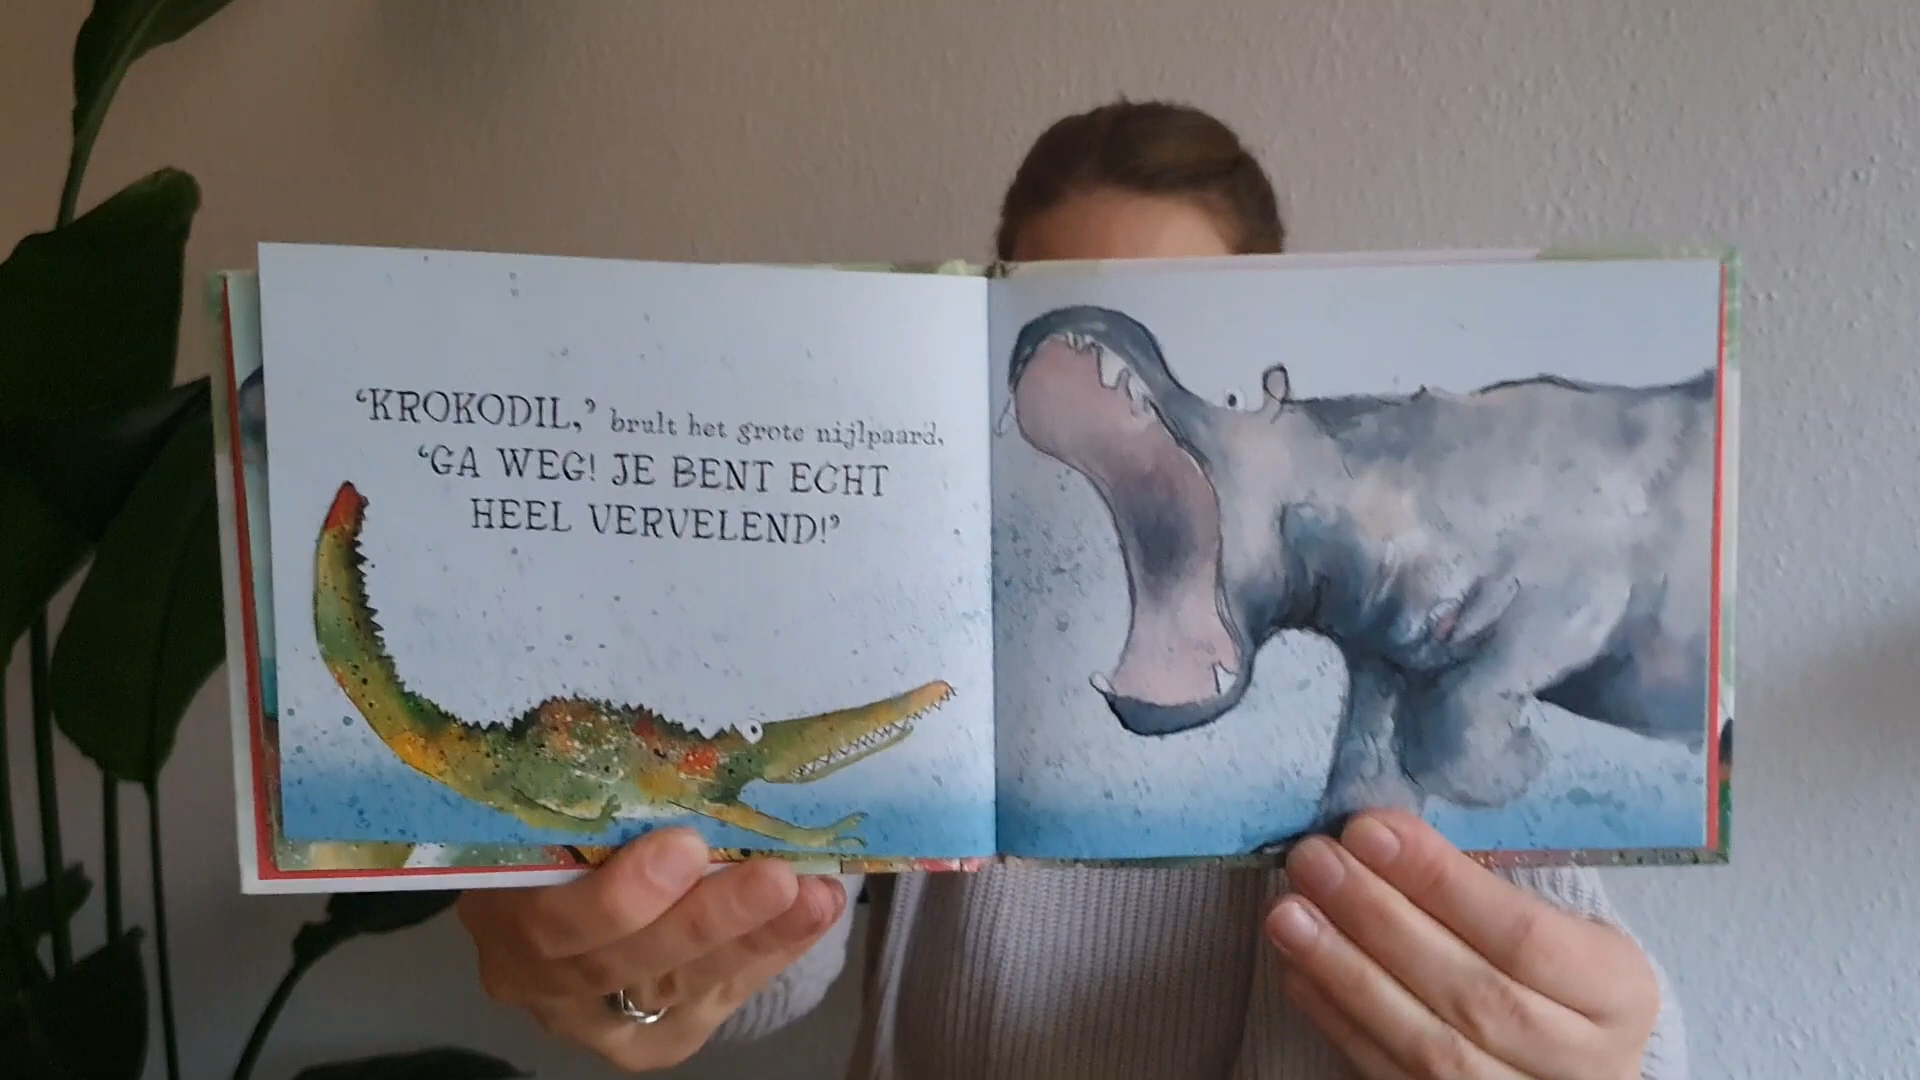 ‘KROKODIL,’ brult het grote nijlpaard.
‘GA WEG! JE BENT ECHT
HEEL VERVELEND!’